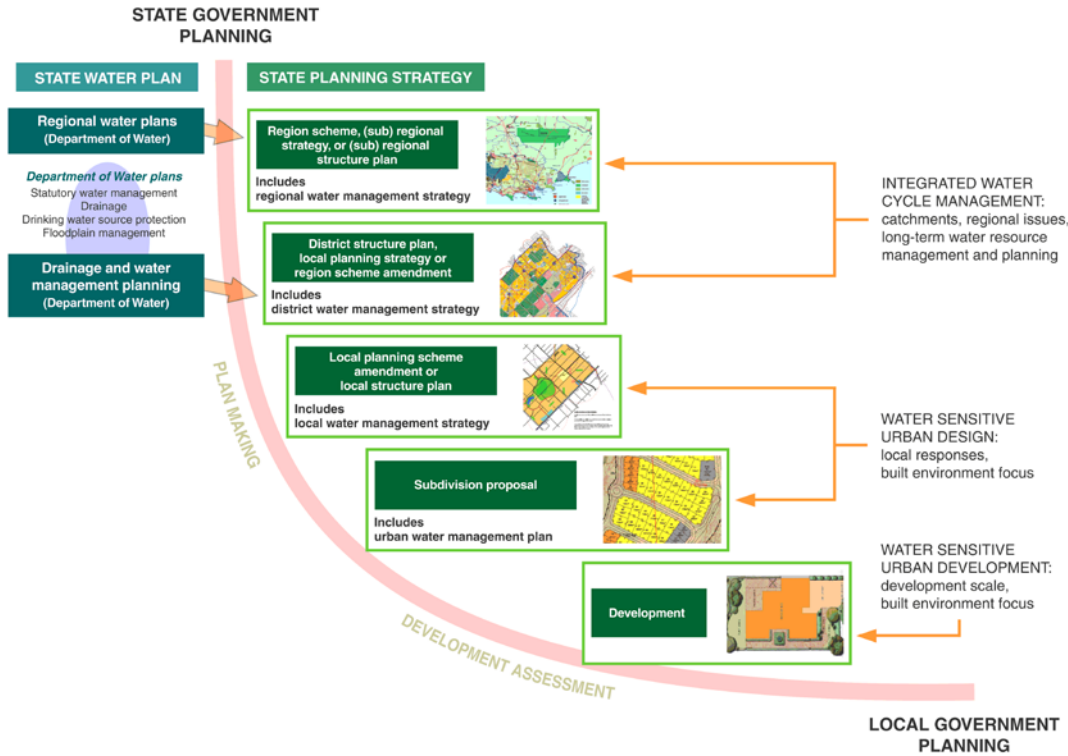 STATE GOVERNMENT
PLANNING
STATE WATER PLAN
STATE PLANNING STRATEGY
Regional water plans
(Department of Water)
Department of Water plans
Statutory water management
Drainage
Drinking water source protection
Floodplain management
Drainage and water
management planning
(Department of Water)
Region scheme, (sub) regional
strategy, or (sub) regional
structure plan
Includes
regional water management strategy
District structure plan,
local planning strategy or
region scheme amendment
Includes
district water management strategy
Local planning scheme
amendment or
local structure plan
Includes
local water management strategy
Subdivision proposal
Includes
urban water management plan
Development
INTEGRATED WATER
CYCLE MANAGEMENT:
catchments, regional issues,
long-term water resource
management and planning
WATER SENSITIVE
URBAN DESIGN:
local responses,
built environment focus
WATER SENSITIVE
URBAN DEVELOPMENT:
development scale,
built environment focus
PLAN MAKING
DEVELOPMENT ASSESSMENT
LOCAL GOVERNMENT
PLANNING